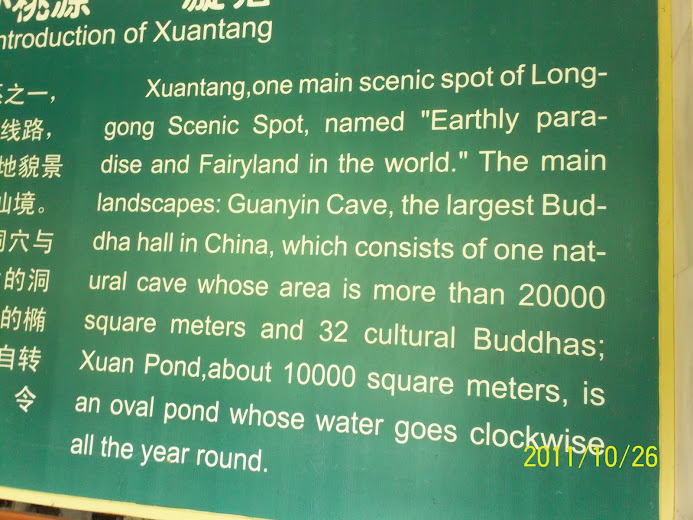 桃源
ntroduction of Xuantang
之一，
线路，
地貌景
仙境。
洞穴与
的洞
的椭
自转
令
Xuantang,one main scenic spot of Long-
gong Scenic Spot, named "Earthly para-
dise and Fairyland in the world." The main
landscapes: Guanyin Cave, the largest Bud-
dha hall in China, which consists of one nat-
ural cave whose area is more than 20000
square meters and 32 cultural Buddhas;
Xuan Pond,about 10000 square meters, is
an oval pond whose water goes clockwise
all the year round.
2011/10/26